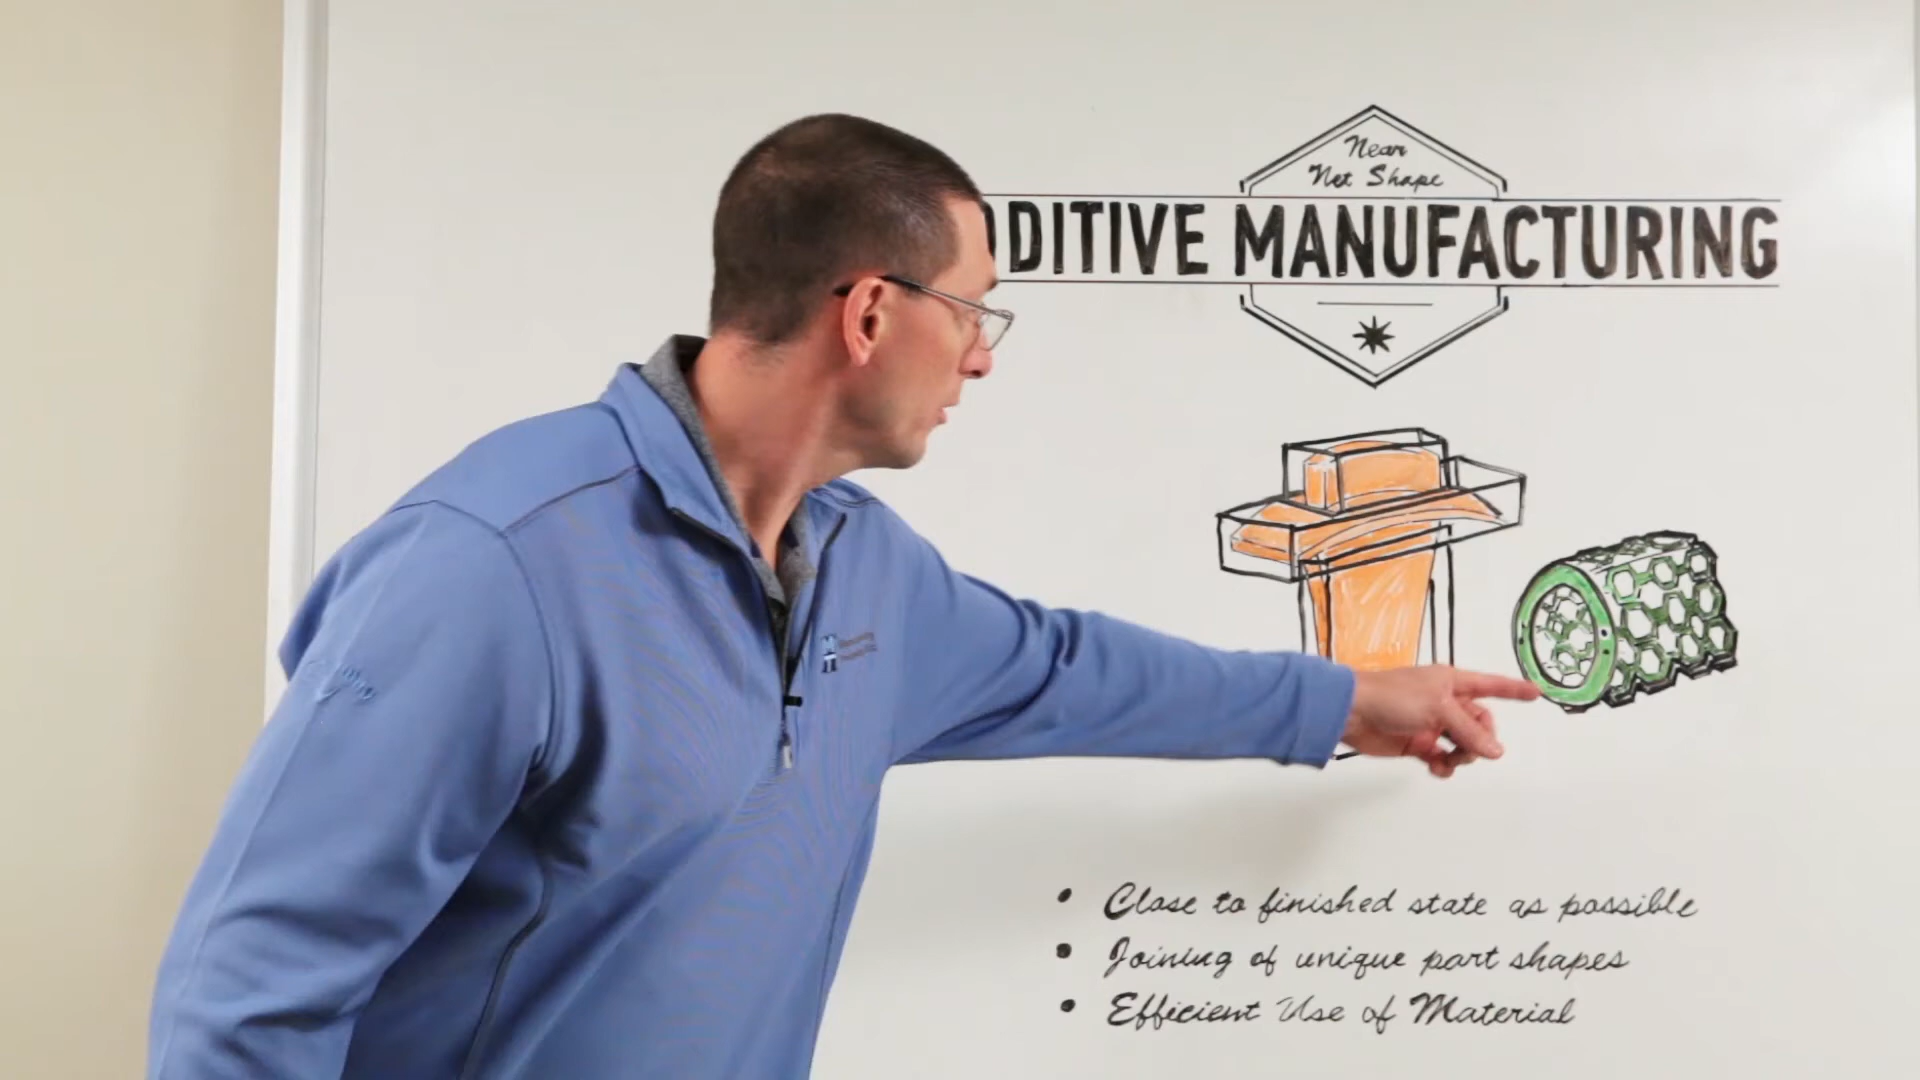 Near
Net Shape
DDITIVE MANUFACTURING
• Close to finished state as possible
• Joining of unique part shapes
• Efficient Use of Material